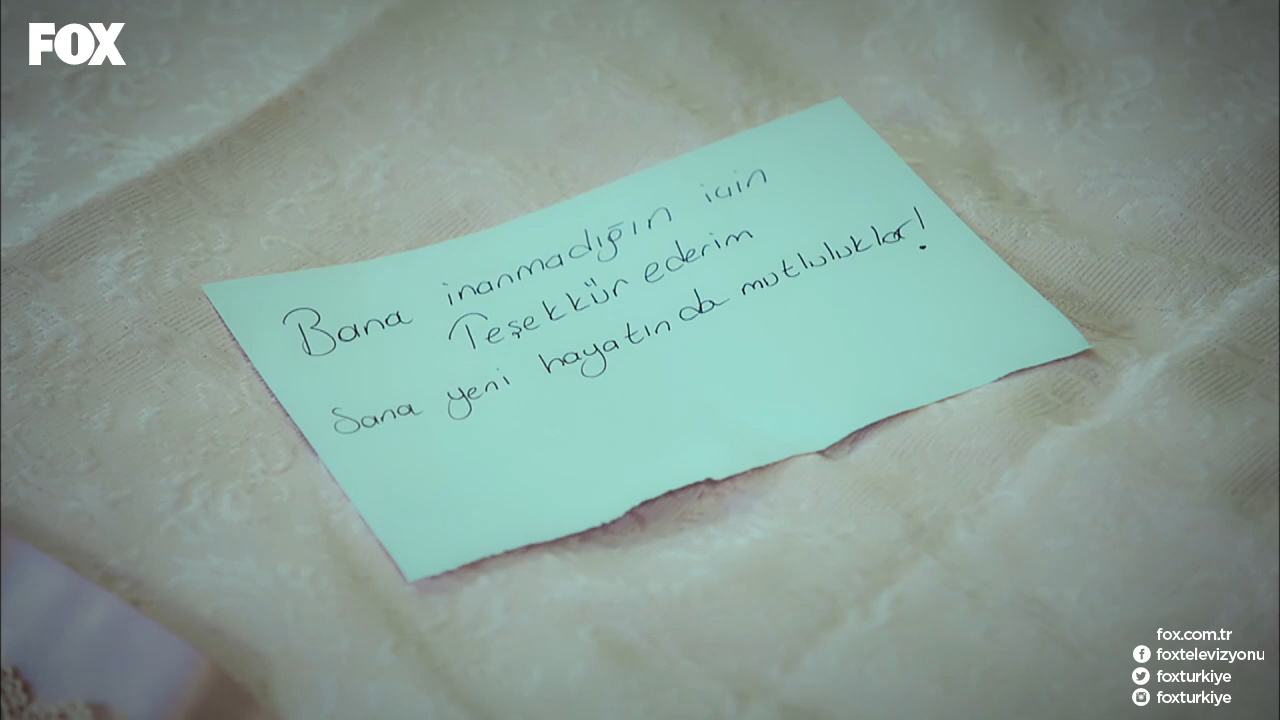 FOX
Bana inanmadığın için
Teşekkür ederim
Sana yeni hayatında mutluluklar!
fox.com.tr
foxtelevizyonu
foxturkiye
foxturkiye